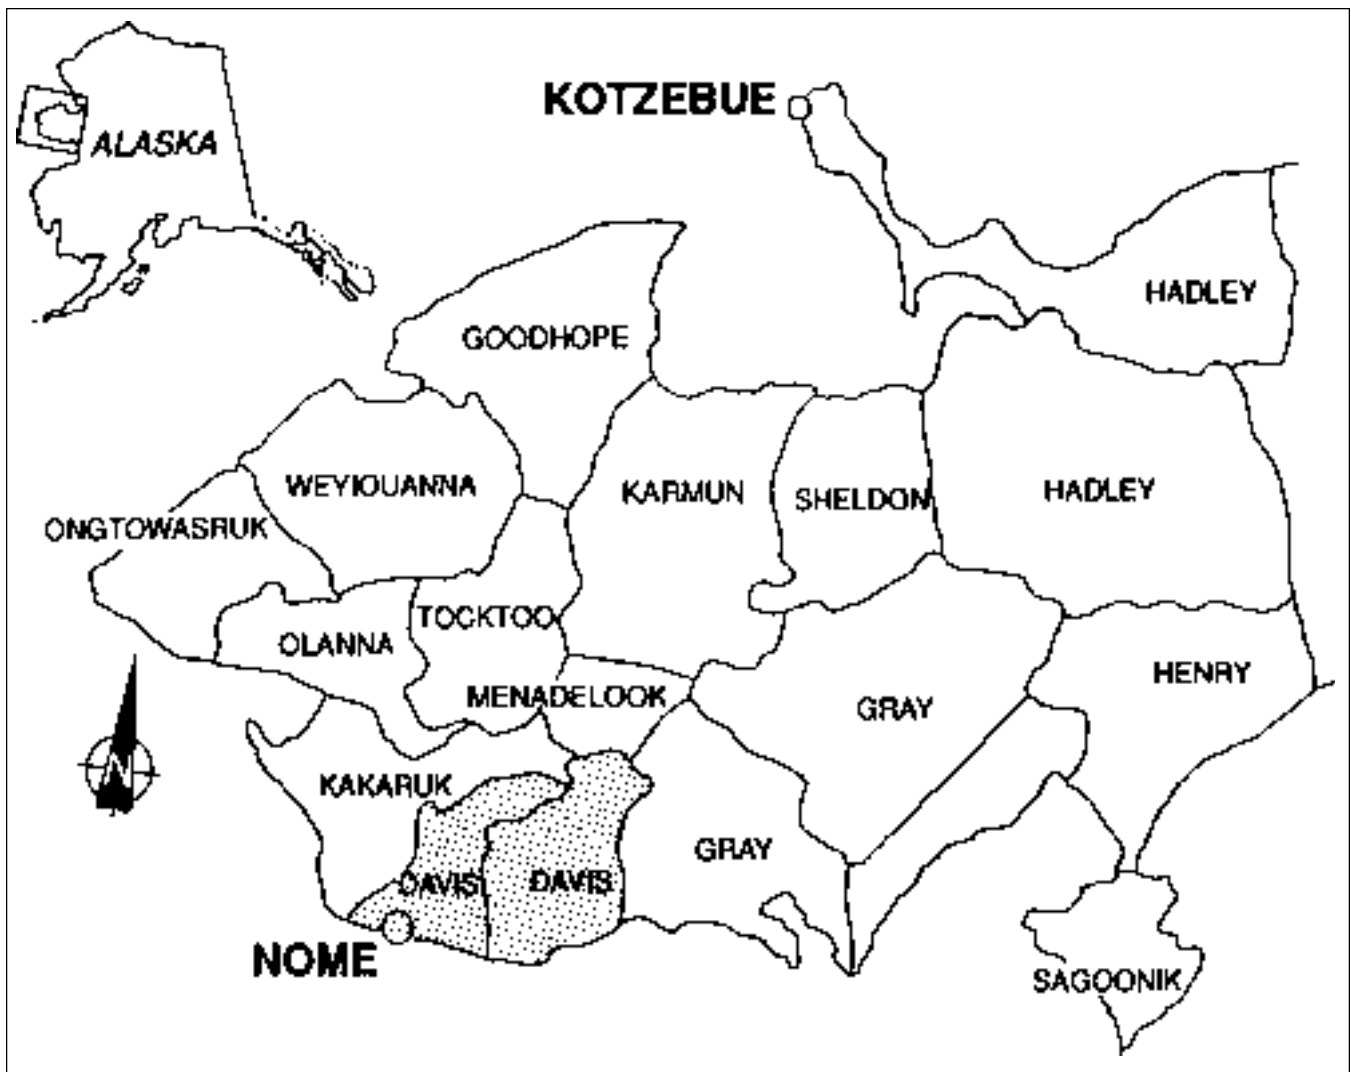 KOTZEBUE
ALASKA
HADLEY
GOODHOPE
WEYIOUANNA
KARMUN
SHELDON
HADLEY
ONGTOWASRUK
TOCKTOO
OLANNA
MENADELOOK
GRAY
HENRY
N
KAKARUK
GRAY
DAVIS
DAVIS
NOME
SAGOONIK